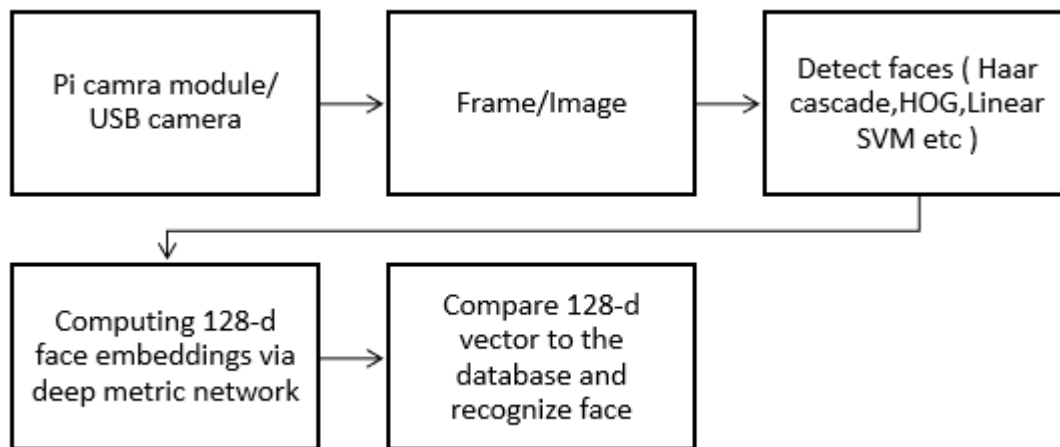 Pi camra module/
USB camera
Frame/Image
Detect faces ( Haar
cascade,HOG,Linear
SVM etc )
Computing 128-d
face embeddings via
deep metric network
Compare 128-d
vector to the
database and
recognize face